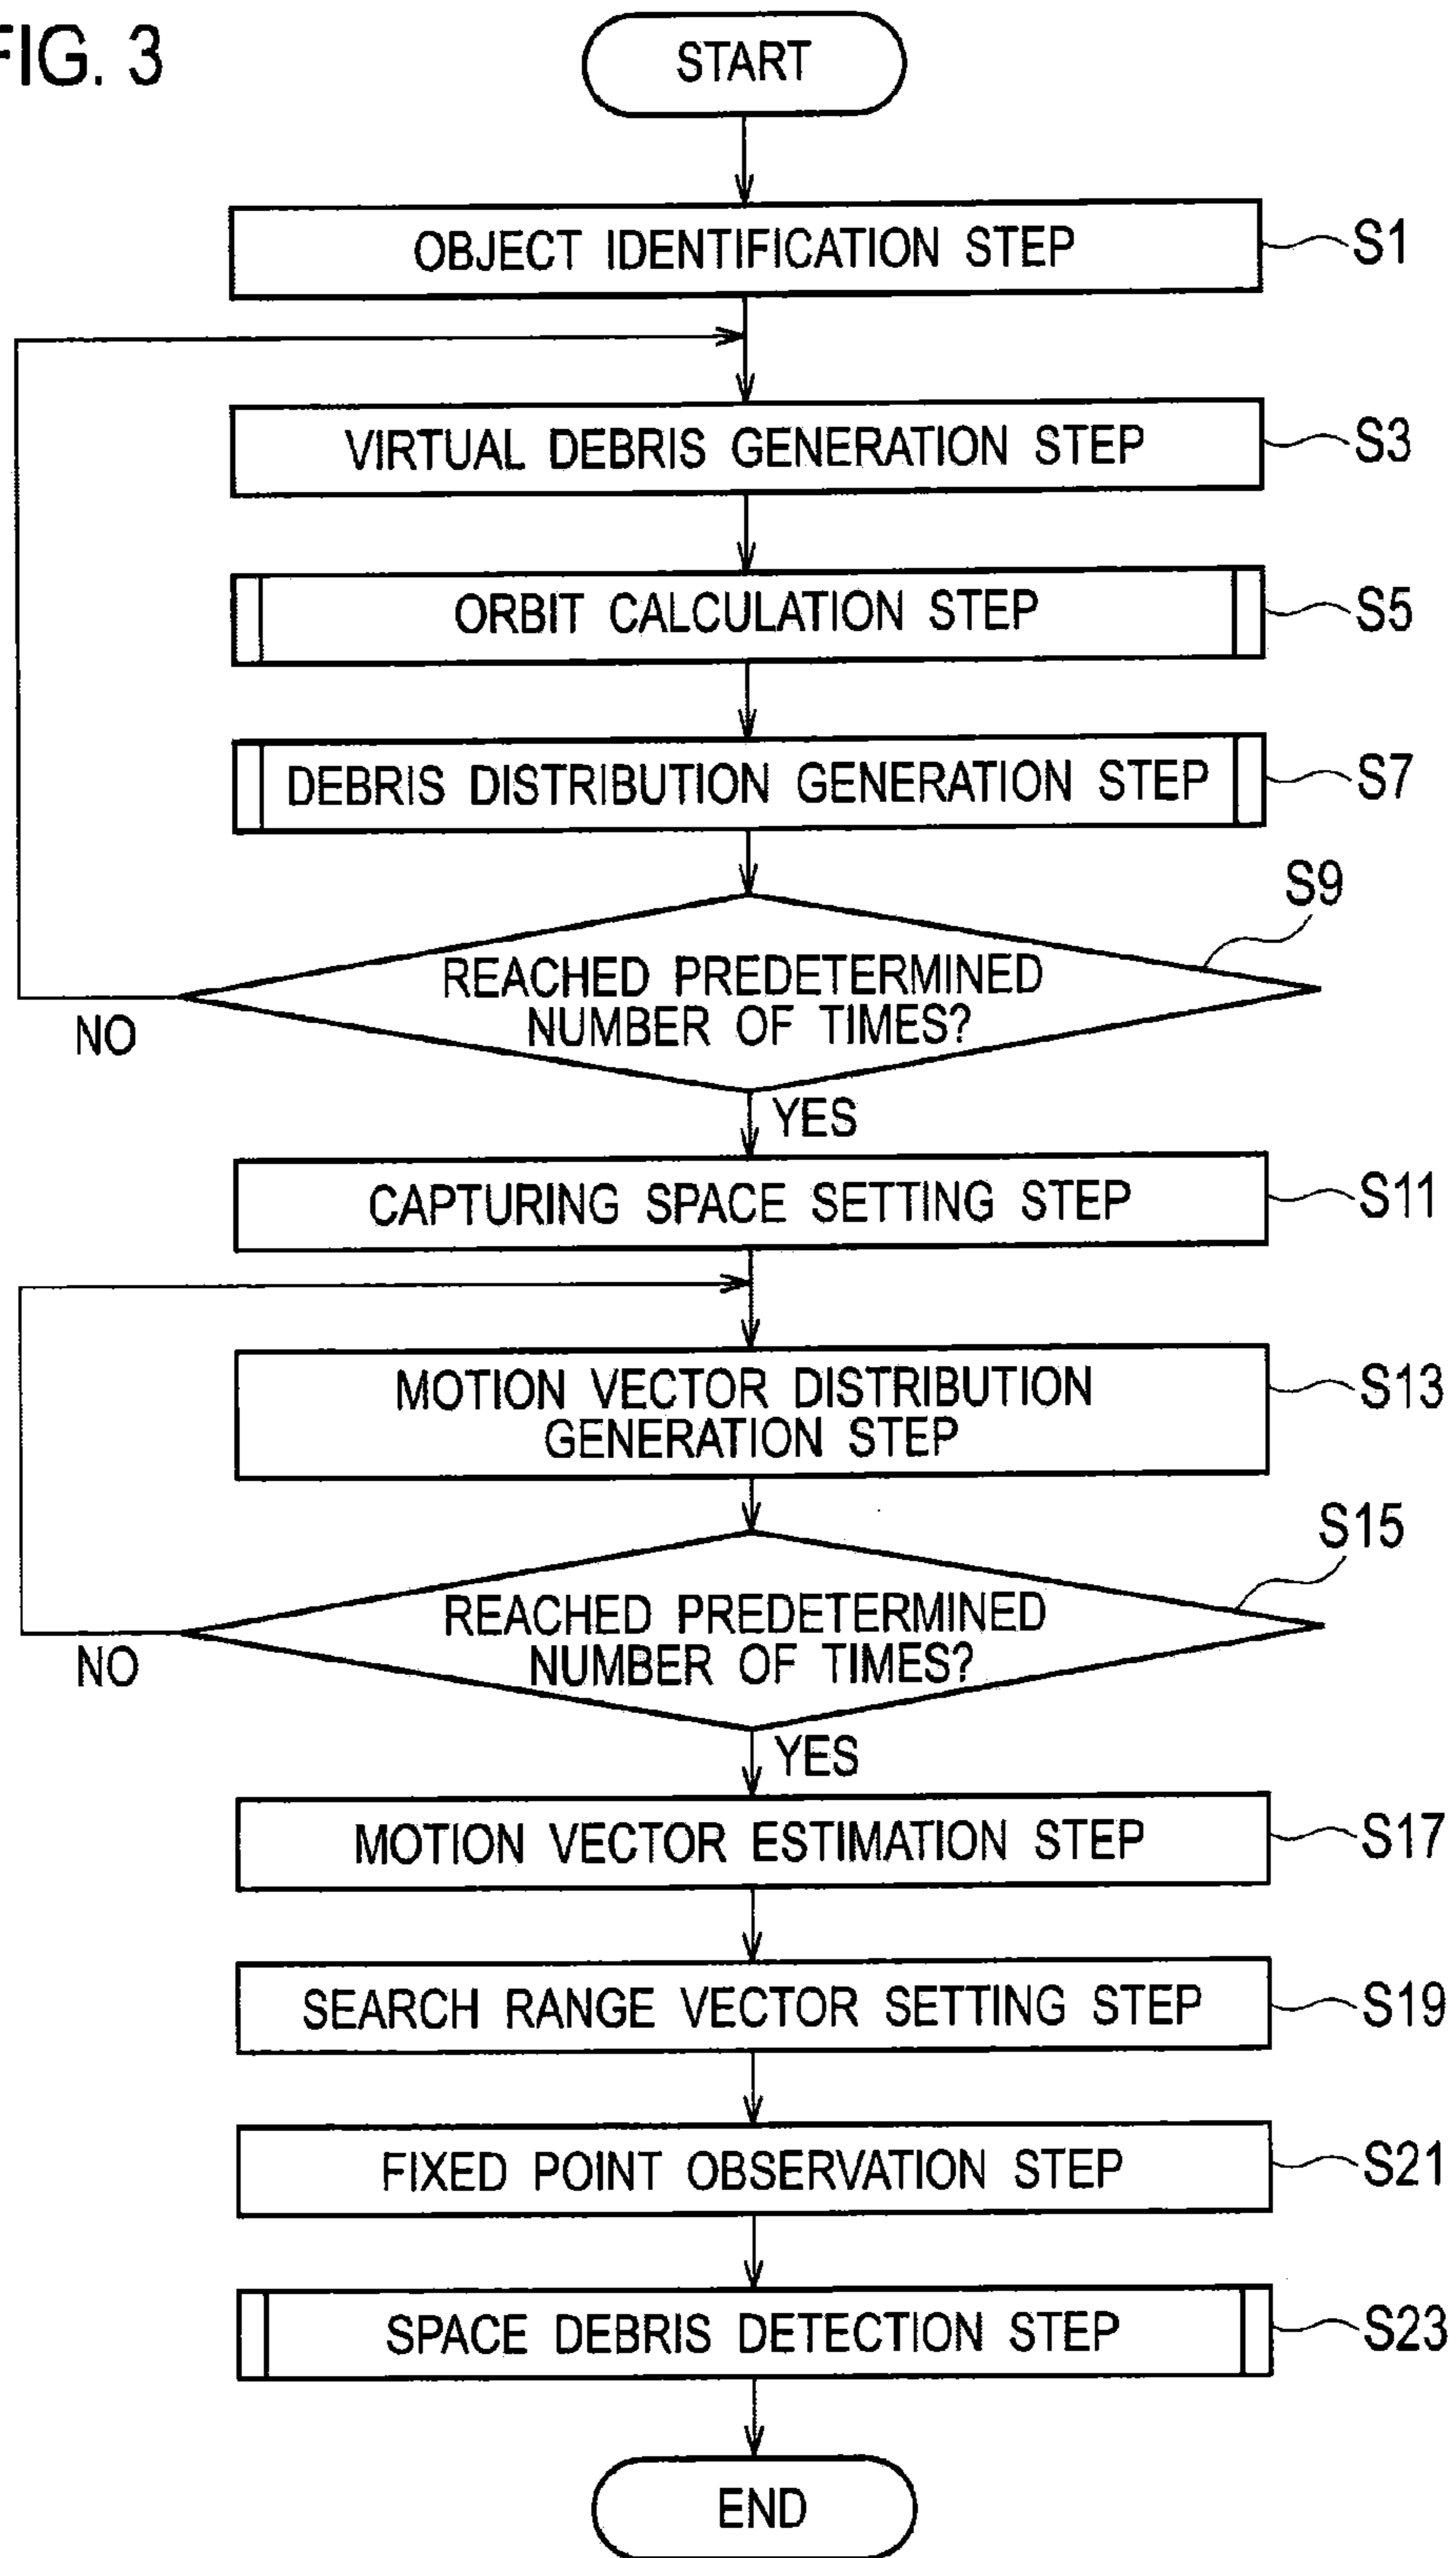 FIG. 3
START
OBJECT IDENTIFICATION STEP
S1
VIRTUAL DEBRIS GENERATION STEP
S3
ORBIT CALCULATION STEP
S5
DEBRIS DISTRIBUTION GENERATION STEP
S7
S9
REACHED PREDETERMINED
NUMBER OF TIMES?
NO
YES
CAPTURING SPACE SETTING STEP
S11
MOTION VECTOR DISTRIBUTION
GENERATION STEP
S13
S15
REACHED PREDETERMINED
NUMBER OF TIMES?
NO
YES
MOTION VECTOR ESTIMATION STEP
S17
SEARCH RANGE VECTOR SETTING STEP
S19
FIXED POINT OBSERVATION STEP
S21
SPACE DEBRIS DETECTION STEP
S23
END